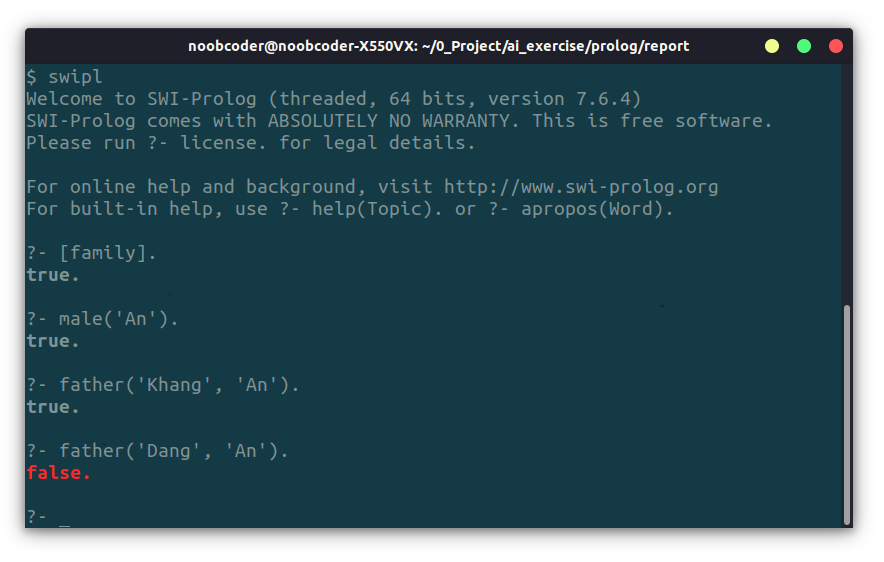 noobcoder@noobcoder-X550VX: ~/0_Project/ai_exercise/prolog/report
$ swipl
Welcome to SWI-Prolog (threaded, 64 bits, version 7.6.4)
SWI-Prolog comes with ABSOLUTELY NO WARRANTY. This is free software.
Please run ?- license. for legal details.
For online help and background, visit http://www.swi-prolog.org
For built-in help, use ?- help(Topic). or ?- apropos(Word).
?- [family].
true.
?- male('An').
true.
?- father('Khang', 'An').
true.
?- father('Dang', 'An').
false.
?- _